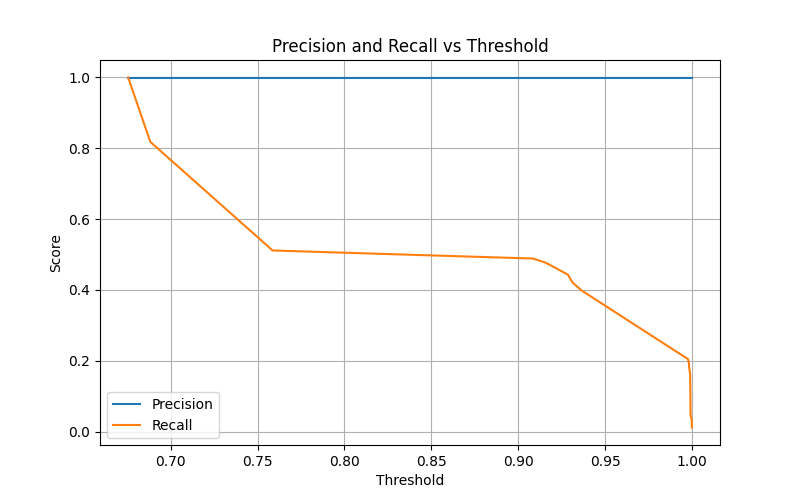 Precision and Recall vs Threshold
Score
1.0
0.8
0.6
0.4
0.2
0.0
Precision
Recall
0.70 0.75 0.80 0.85 0.90 0.95 1.00
Threshold